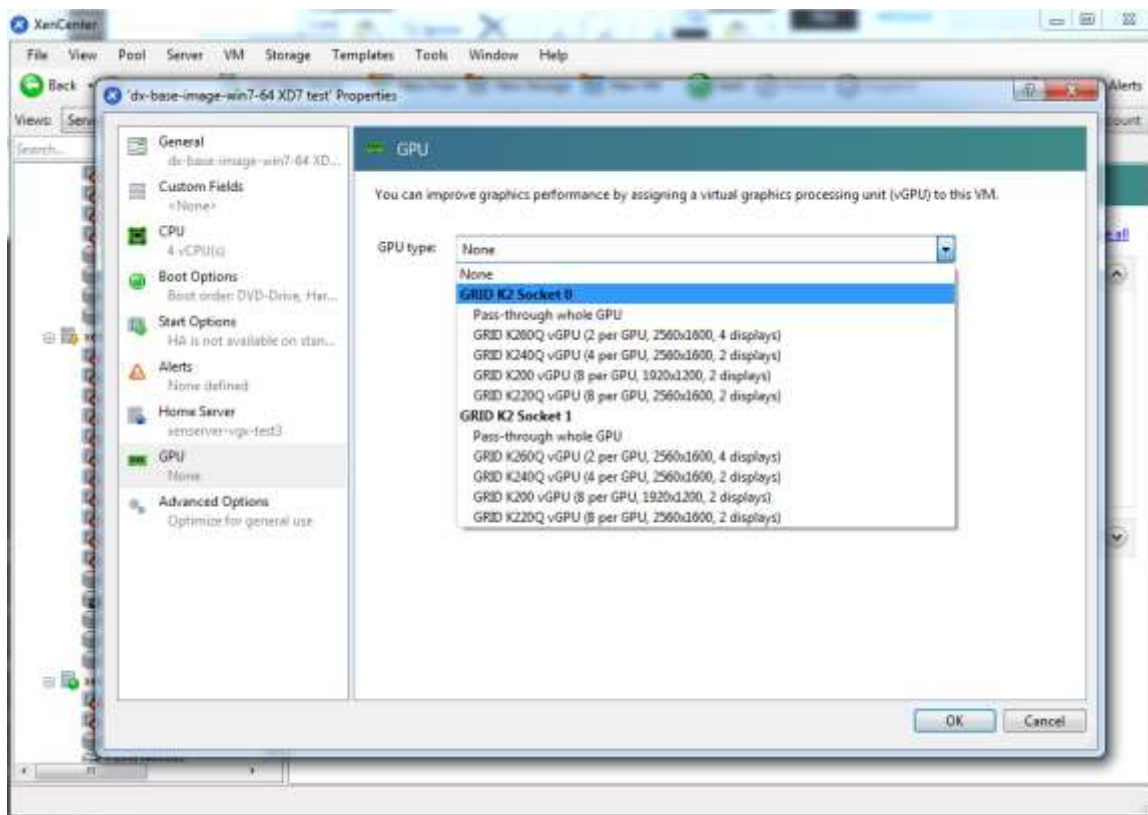 XenCenter
File View Pool Server VM Storage Templates Tools Window Help
Back
Alerts
'dx-base-image-win7-64 XD7 test' Properties
Views:
Search...
General
dx-base-image-win7-64 XD...
Custom Fields
<None>
CPU
4 vCPU(s)
Boot Options
Boot order: DVD-Drive, Har...
Start Options
HA is not available on stan...
Alerts
None defined
Home Server
GPU
None
Advanced Options
Optimize for general use
GPU
You can improve graphics performance by assigning a virtual graphics processing unit (vGPU) to this VM.
GPU type: None
None
GRID K2 Socket 0
Pass-through whole GPU
GRID K260Q vGPU (2 per GPU, 2560x1600, 4 displays)
GRID K240Q vGPU (4 per GPU, 2560x1600, 2 displays)
GRID K200 vGPU (8 per GPU, 1920x1200, 2 displays)
GRID K220Q vGPU (8 per GPU, 2560x1600, 2 displays)
GRID K2 Socket 1
Pass-through whole GPU
GRID K260Q vGPU (2 per GPU, 2560x1600, 4 displays)
GRID K240Q vGPU (4 per GPU, 2560x1600, 2 displays)
GRID K200 vGPU (8 per GPU, 1920x1200, 2 displays)
GRID K220Q vGPU (8 per GPU, 2560x1600, 2 displays)
OK Cancel